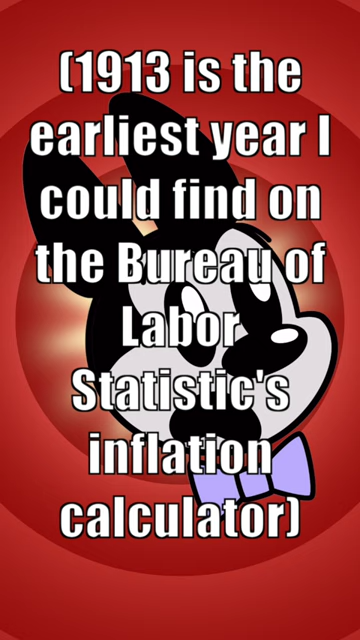 (1913 is the
earliest year I
could find on
the Bureau of
Labor
Statistic's
inflation
calculator)